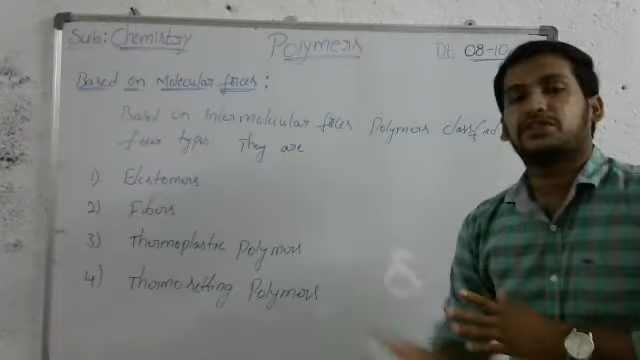 Sub: Chemistry
Polymers
Dt: 08-10
Based on Molecular forces:
Based on Intermolecular forces Polymers classified
four types They are
1). Elastomers
2) Fibers
3) Thermoplastic Polymers
4) Thermosetting Polymers